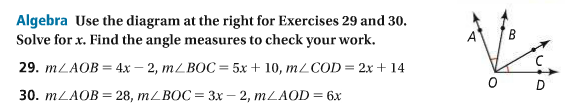 Algebra Use the diagram at the right for Exercises 29 and 30.
Solve for x. Find the angle measures to check your work.
29. m∠AOB = 4x − 2, m∠BOC = 5x + 10, m∠COD = 2x + 14
30. m∠AOB = 28, m∠BOC = 3x − 2, m∠AOD = 6x
A
B
C
O
D